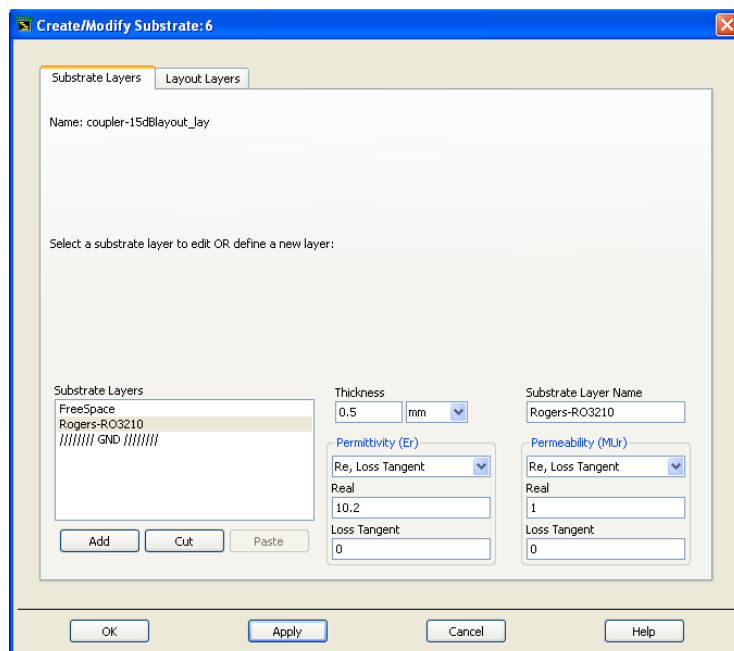 Create/Modify Substrate:6
Substrate Layers
Layout Layers
Name: coupler-15dBlayout_lay
Select a substrate layer to edit OR define a new layer:
Substrate Layers
FreeSpace
Rogers-RO3210
//////// GND ////////
Add
Cut
Paste
Thickness
0.5
mm
Permittivity (Er)
Re, Loss Tangent
Real
10.2
Loss Tangent
0
Substrate Layer Name
Rogers-RO3210
Permeability (MUr)
Re, Loss Tangent
Real
1
Loss Tangent
0
OK
Apply
Cancel
Help